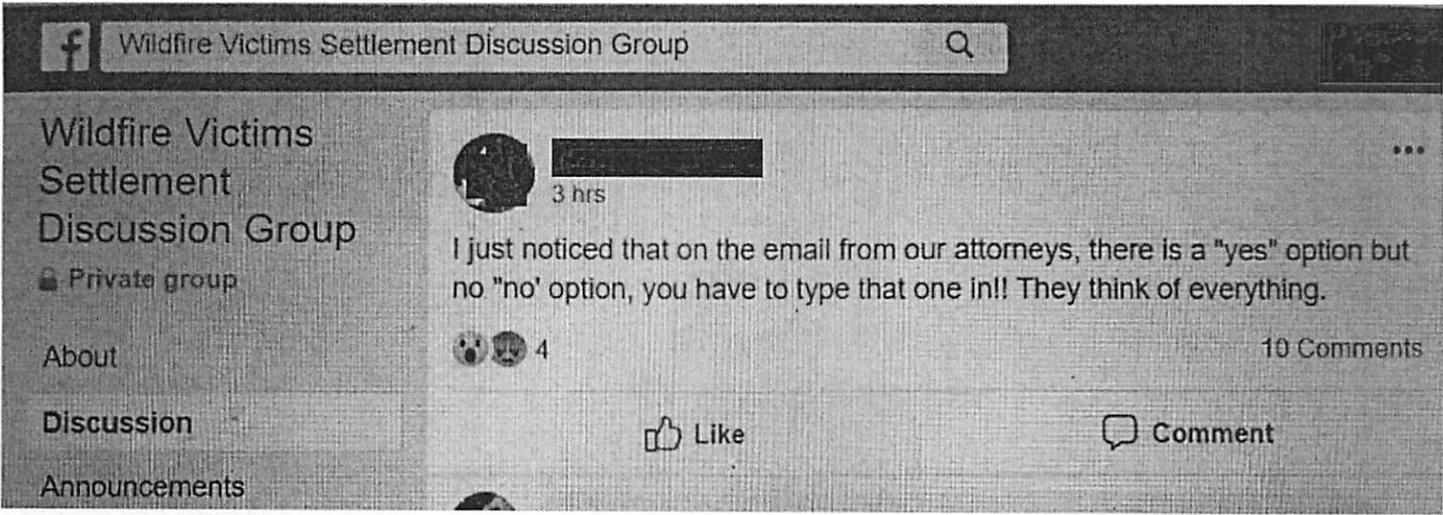 f
Wildfire Victims Settlement Discussion Group
Wildfire Victims
Settlement
Discussion Group
Private group
About
Discussion
Announcements
3 hrs
I just noticed that on the email from our attorneys, there is a "yes" option but
no "no' option, you have to type that one in!! They think of everything.
4
10 Comments
Like
Comment